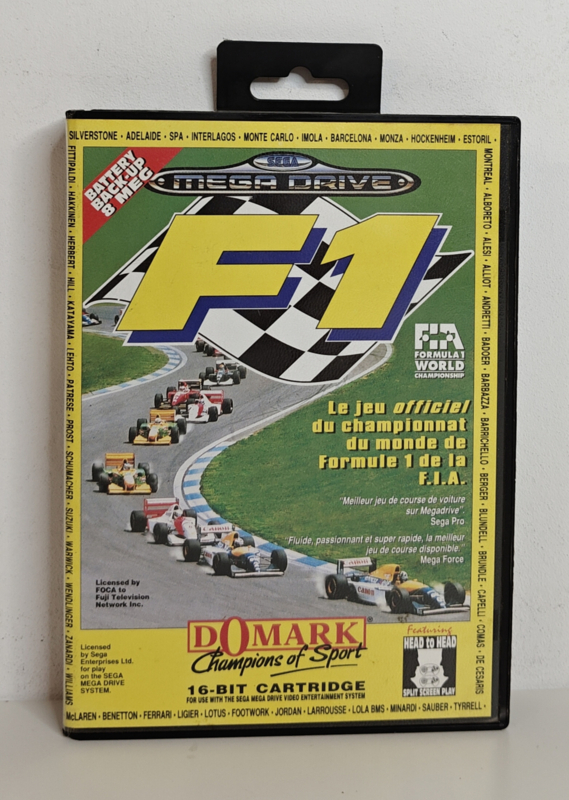 SILVERSTONE • ADELAIDE • SPA • INTERLAGOS • MONTE CARLO • IMOLA • BARCELONA • MONZA • HOCKENHEIM • ESTORIL •
MONTREAL • ALBORETO • ALESI • ALLIOT • ANDRETTI • BADOER • BARBAZZA • BARRICHELLO • BERGER • BLUNDELL • BRUNDLE • CAPELLI • COMAS • DE CESARIS
FITTIPALDI • HAKKINEN • HERBERT • HILL • KATAYAMA • LEHTO • PATRESE • PROST • SCHUMACHER • SUZUKI • WARWICK • WENDLINGER • ZANARDI • WILLIAMS
BATTERY
BACK-UP
8 MEG
SEGA
MEGA DRIVE
F1
FIA
FORMULA 1
WORLD
CHAMPIONSHIP
Le jeu officiel
du championnat
du monde de
Formule 1 de la
F.I.A.
"Meilleur jeu de course de voiture
sur Megadrive".
Sega Pro
"Fluide, passionnant et super rapide, la meilleur
jeu de course disponible."
Mega Force
Canon
Canon
Licensed by
FOCA to
Fuji Television
Network Inc.
DOMARK
Champions of Sport
Featuring
HEAD to HEAD
SPLIT SCREEN PLAY
Licensed
by Sega
Enterprises Ltd.
for play
on the SEGA
MEGA DRIVE
SYSTEM.
16-BIT CARTRIDGE
FOR USE WITH THE SEGA MEGA DRIVE VIDEO ENTERTAINMENT SYSTEM
McLAREN • BENETTON • FERRARI • LIGIER • LOTUS • FOOTWORK • JORDAN • LARROUSSE • LOLA BMS • MINARDI • SAUBER • TYRRELL •